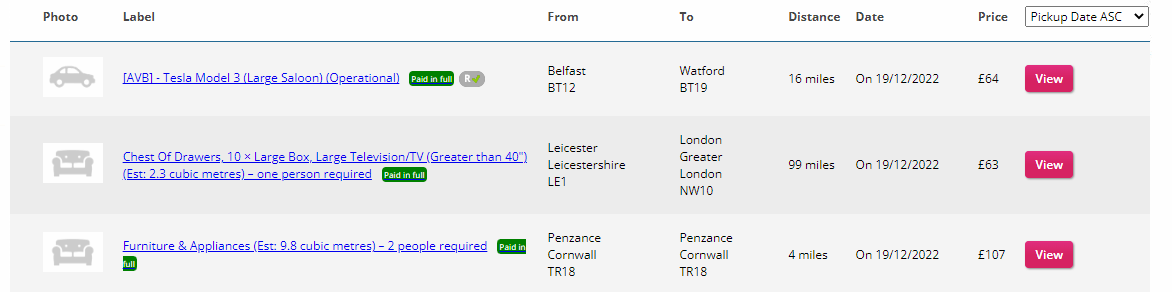 Photo Label From To Distance Date Price Pickup Date ASC
[AVB] - Tesla Model 3 (Large Saloon) (Operational) Paid in full R
Belfast
BT12
Watford
BT19
16 miles On 19/12/2022 £64 View
Chest Of Drawers, 10 × Large Box, Large Television/TV (Greater than 40")
(Est: 2.3 cubic metres) – one person required Paid in full
Leicester
Leicestershire
LE1
London
Greater
London
NW10
99 miles On 19/12/2022 £63 View
Furniture & Appliances (Est: 9.8 cubic metres) – 2 people required Paid in
full
Penzance
Cornwall
TR18
Penzance
Cornwall
TR18
4 miles On 19/12/2022 £107 View